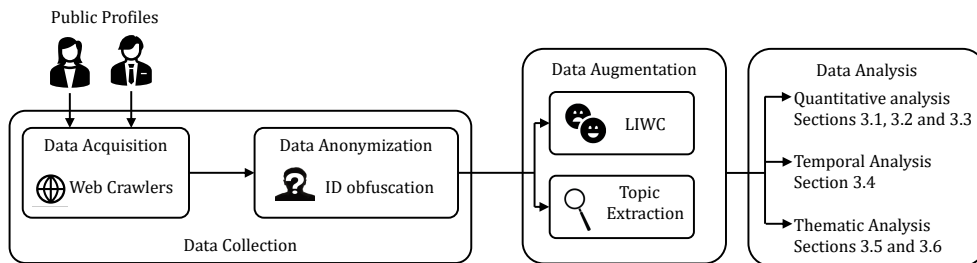 Public Profiles
Data Acquisition
Web Crawlers
Data Anonymization
ID obfuscation
Data Collection
Data Augmentation
LIWC
Topic
Extraction
Data Analysis
Quantitative analysis
Sections 3.1, 3.2 and 3.3
Temporal Analysis
Section 3.4
Thematic Analysis
Sections 3.5 and 3.6